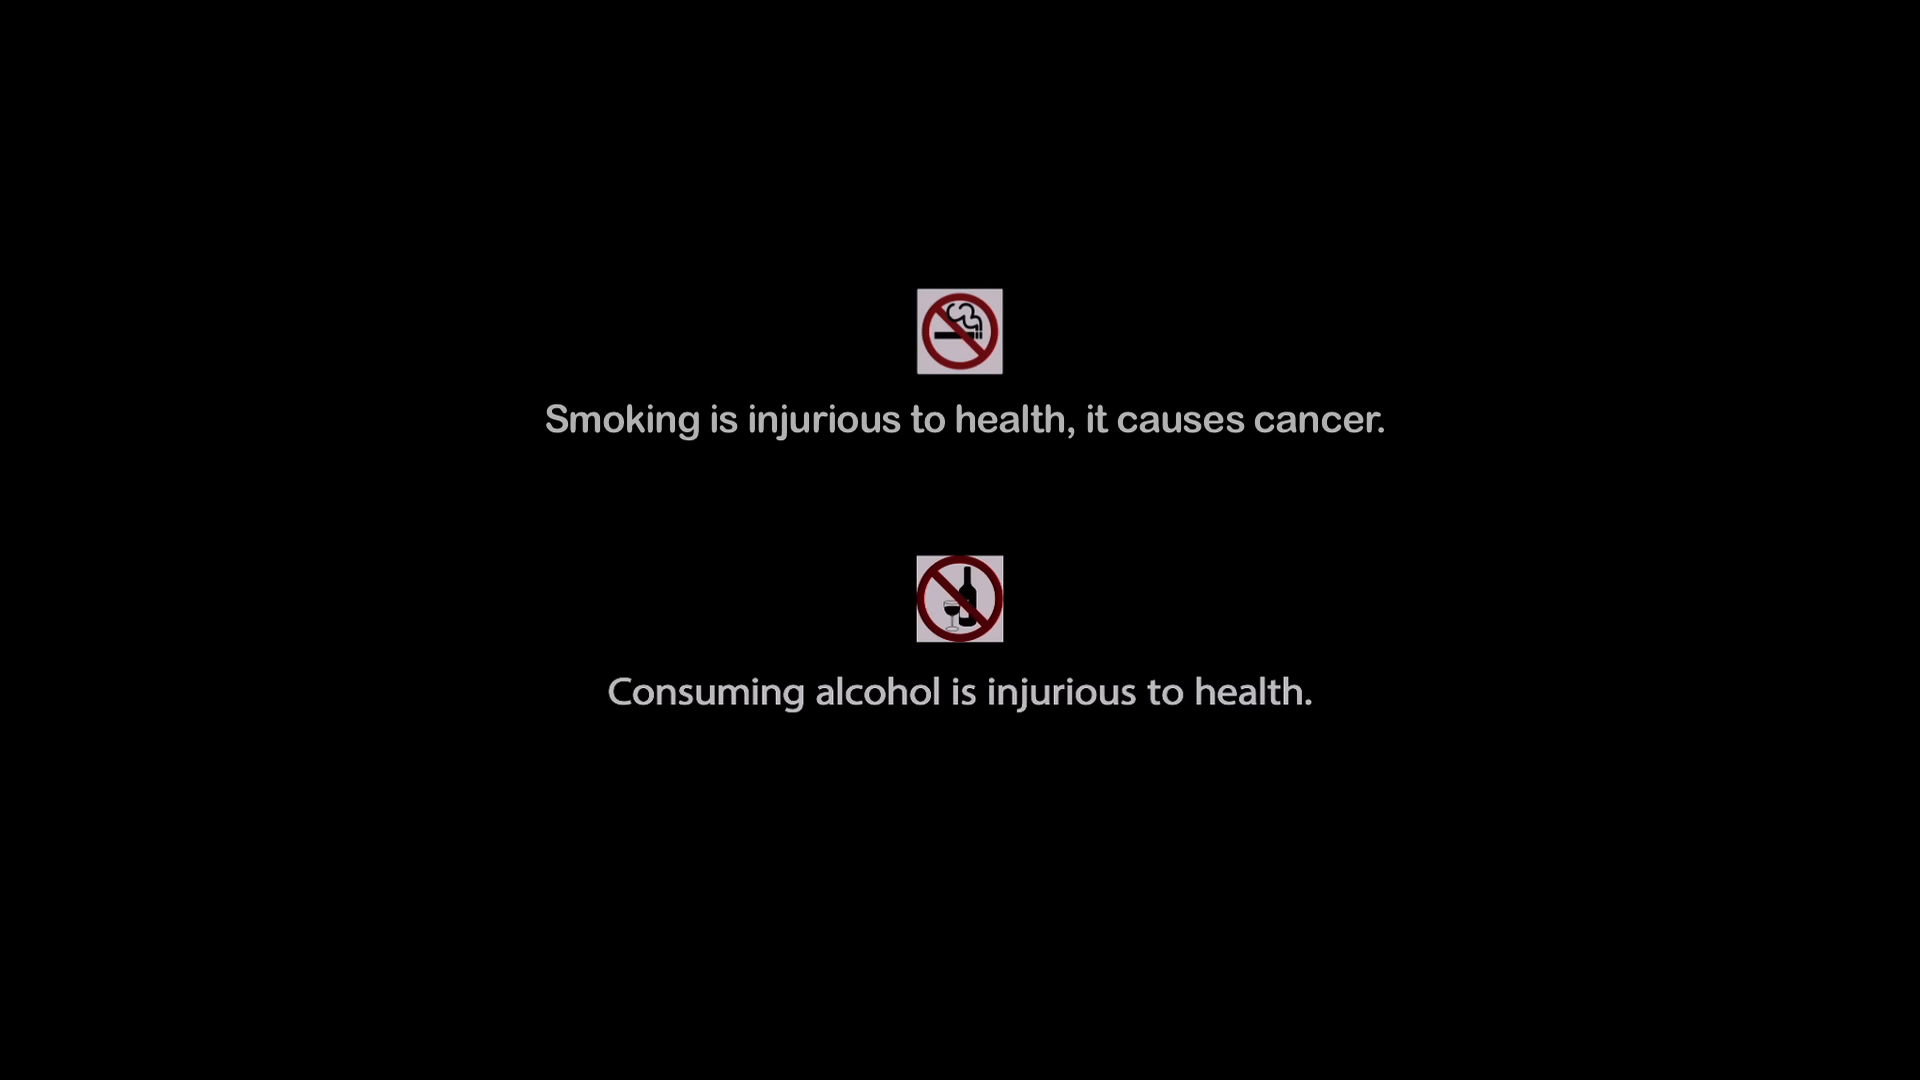 Smoking is injurious to health, it causes cancer.
Consuming alcohol is injurious to health.